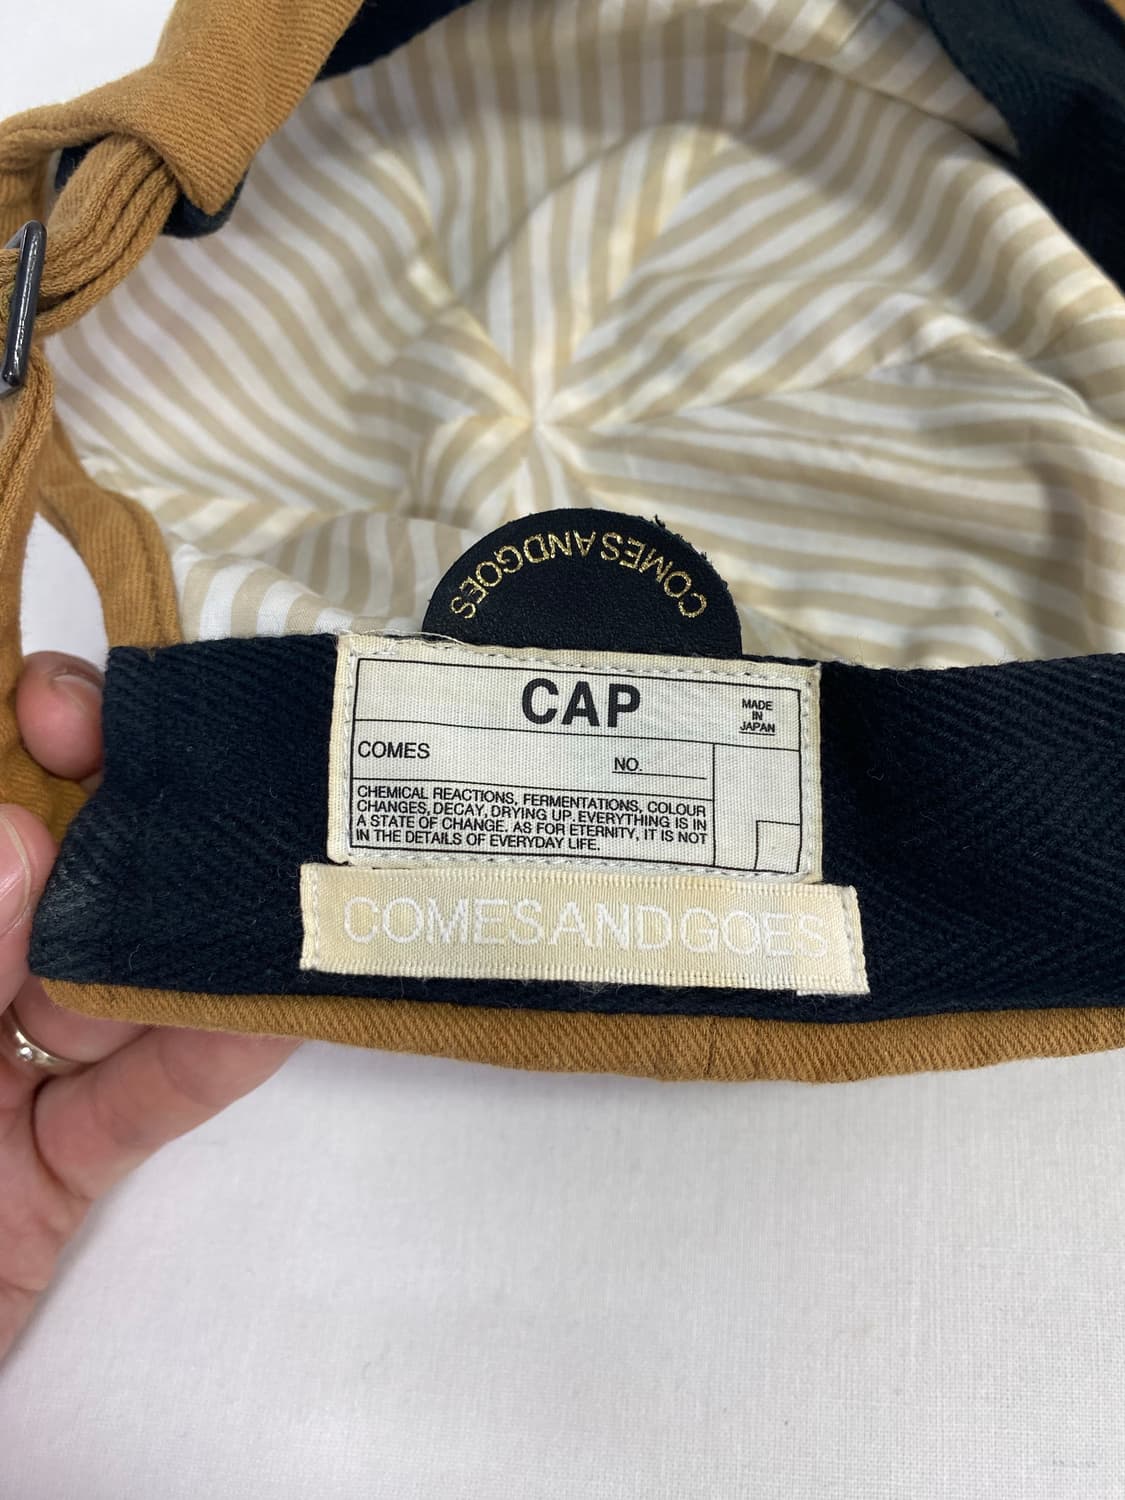 COMESANDGOES
CAP
MADE
IN
JAPAN
COMES
NO.
CHEMICAL REACTIONS, FERMENTATIONS, COLOUR
CHANGES, DECAY, DRYING UP. EVERYTHING IS IN
A STATE OF CHANGE. AS FOR ETERNITY, IT IS NOT
IN THE DETAILS OF EVERYDAY LIFE.
COMESANDGOES